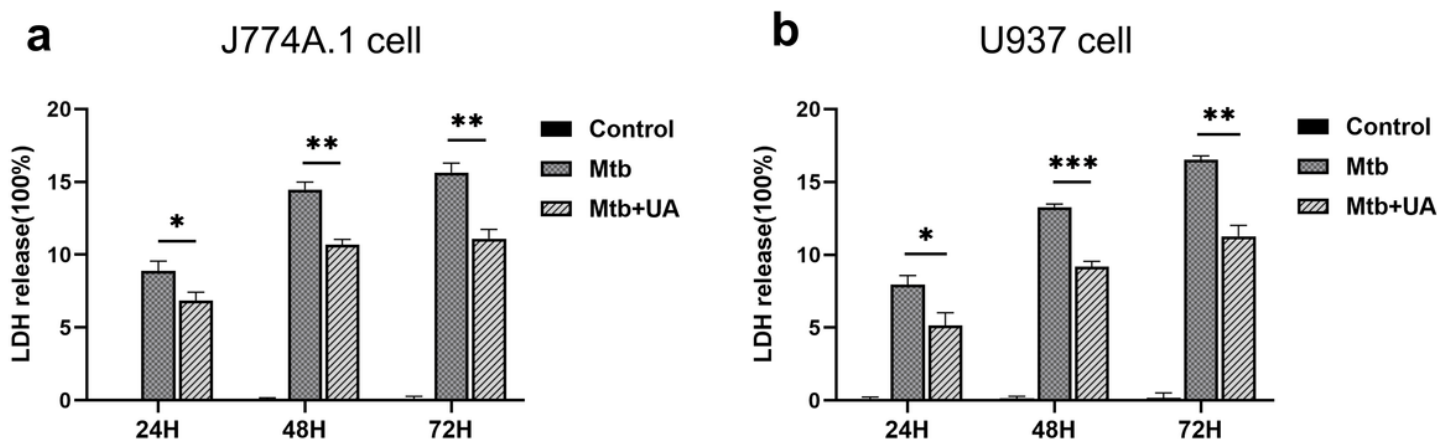 a
J774A.1 cell
LDH release(100%)
20
15
10
5
0
*
**
**
24H
48H
72H
Control
Mtb
Mtb+UA
b
U937 cell
LDH release(100%)
20
15
10
5
0
*
***
**
24H
48H
72H
Control
Mtb
Mtb+UA